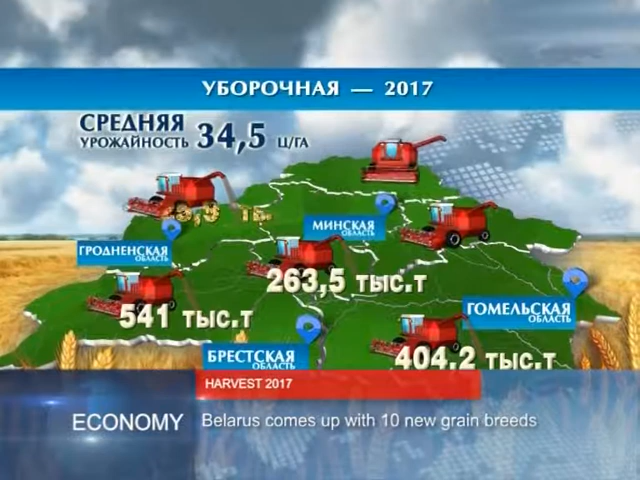 УБОРОЧНАЯ — 2017
СРЕДНЯЯ
УРОЖАЙНОСТЬ 34,5 Ц/ГА
МИНСКАЯ
ОБЛАСТЬ
ГРОДНЕНСКАЯ
ОБЛАСТЬ
263,5 ТЫС.Т
541 ТЫС.Т
ГОМЕЛЬСКАЯ
ОБЛАСТЬ
БРЕСТСКАЯ
ОБЛАСТЬ
404,2 ТЫС.Т
HARVEST 2017
ECONOMY
Belarus comes up with 10 new grain breeds